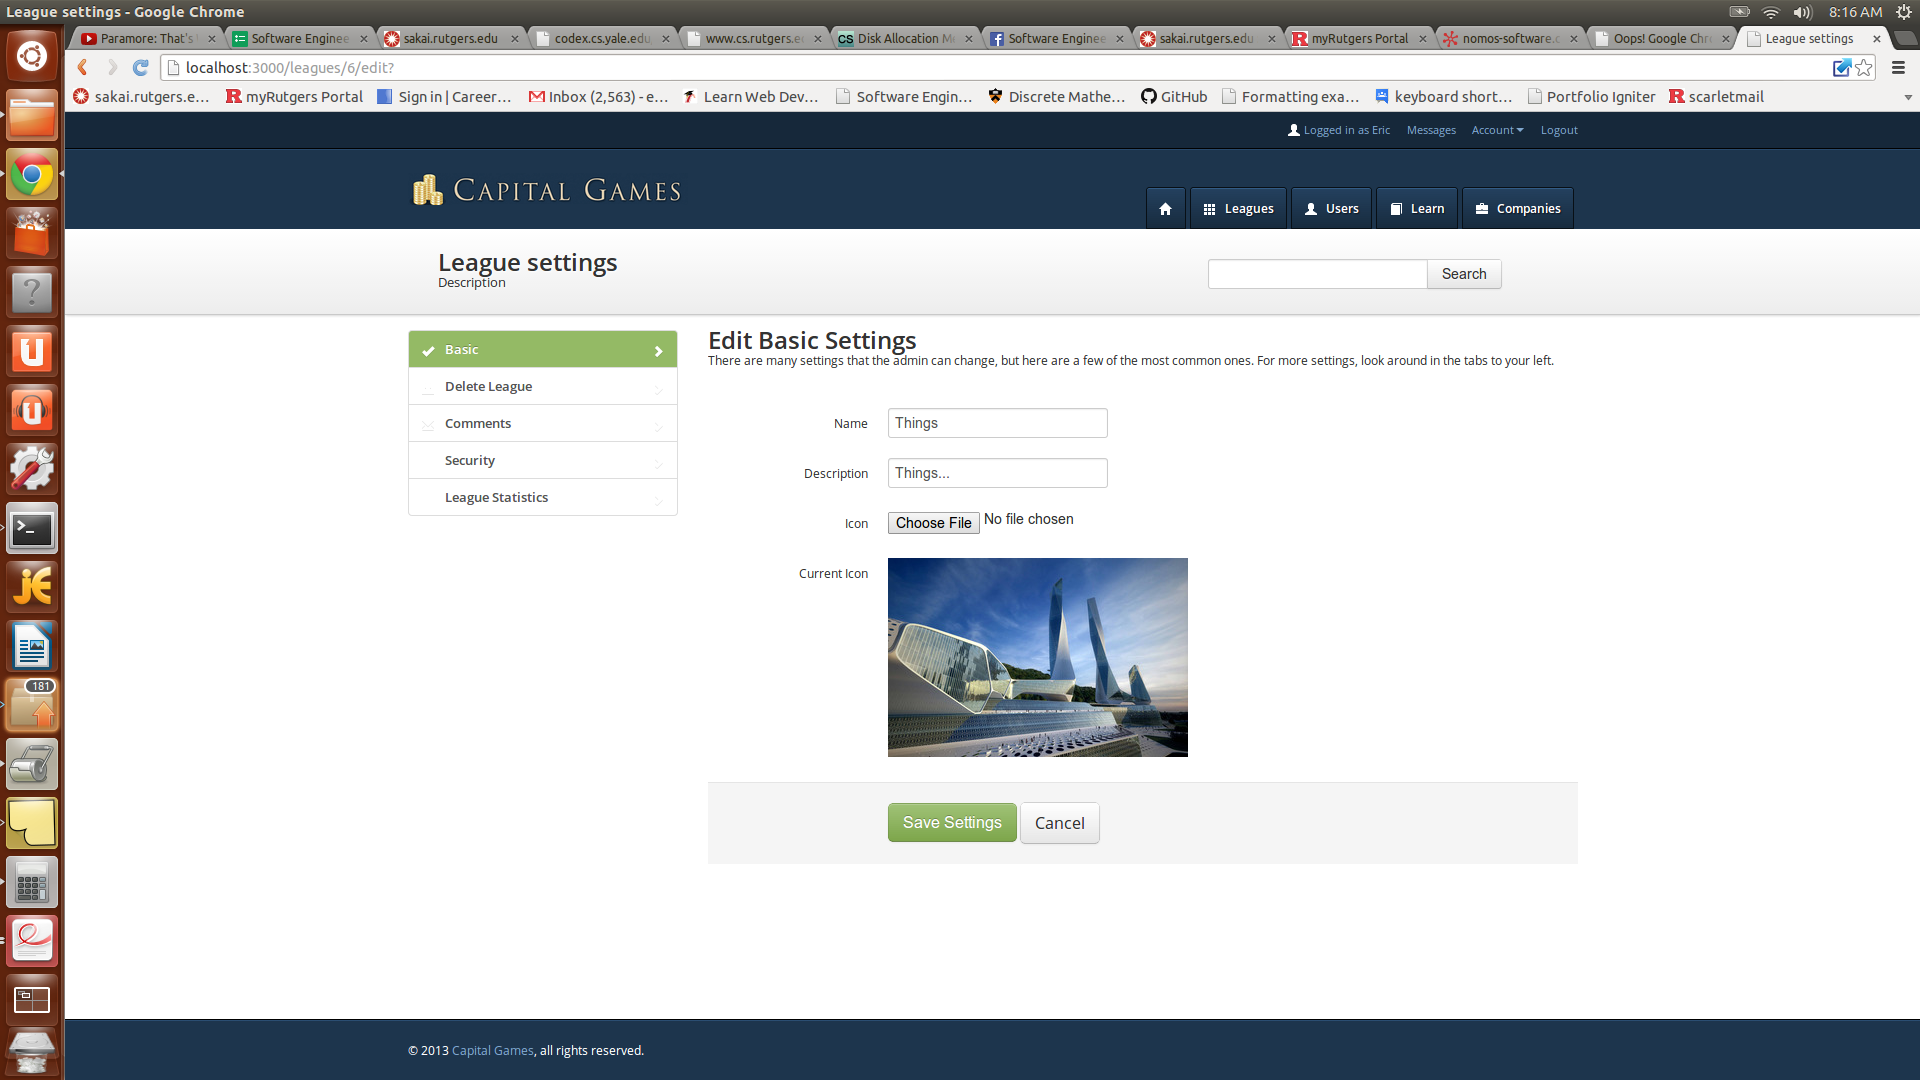 League settings - Google Chrome
8:16 AM
Paramore: That's
Software Enginee
sakai.rutgers.edu
codex.cs.yale.edu
www.cs.rutgers.e
Disk Allocation M
Software Enginee
sakai.rutgers.edu
myRutgers Portal
nomos-software.c
Oops! Google Chr
League settings
localhost:3000/leagues/6/edit?
sakai.rutgers.e...
myRutgers Portal
Sign in | Career...
Inbox (2,563) - e...
Learn Web Dev...
Software Engin...
Discrete Mathe...
GitHub
Formatting exa...
keyboard short...
Portfolio Igniter
scarletmail
Logged in as Eric
Messages
Account
Logout
CAPITAL GAMES
Leagues
Users
Learn
Companies
League settings
Description
Search
Basic
Delete League
Comments
Security
League Statistics
Edit Basic Settings
There are many settings that the admin can change, but here are a few of the most common ones. For more settings, look around in the tabs to your left.
Name
Things
Description
Things...
Icon
Choose File No file chosen
Current Icon
Save Settings
Cancel
181
© 2013 Capital Games, all rights reserved.